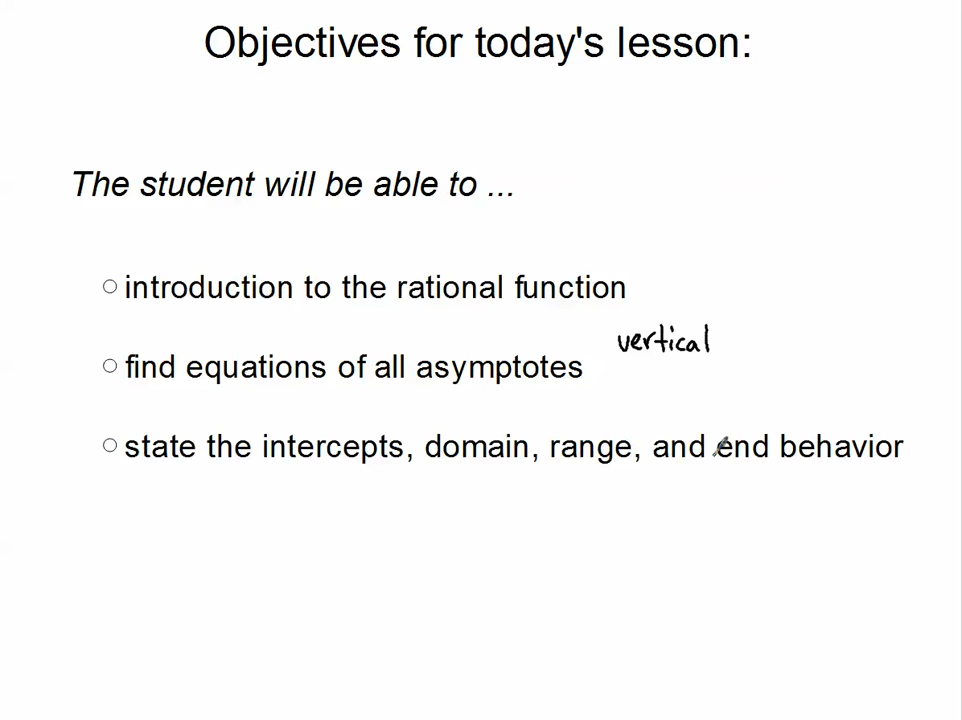 Objectives for today's lesson:
The student will be able to ...
introduction to the rational function
vertical
find equations of all asymptotes
state the intercepts, domain, range, and end behavior